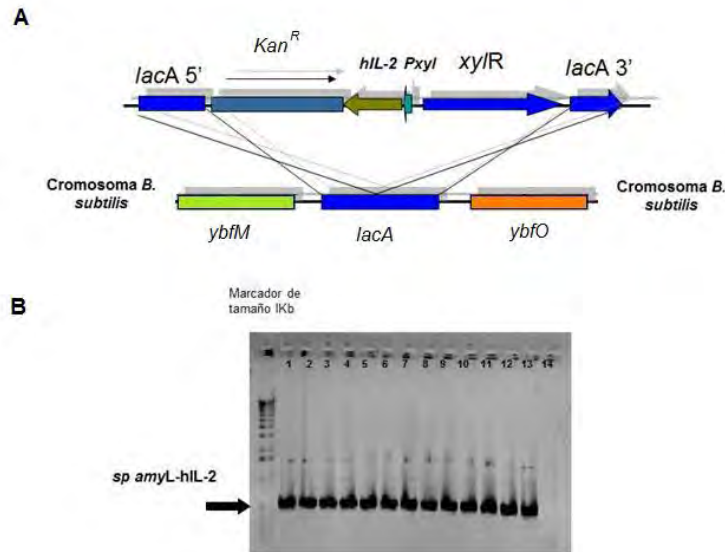 A
Kan R
lacA 5' hIL-2 Pxyl xylR lacA 3'
Cromosoma B. subtilis
Cromosoma B. subtilis
ybfM lacA ybfO
B
Marcador de
tamaño IKb
1 2 3 4 5 6 7 8 9 10 11 12 13 14
sp amyL-hIL-2